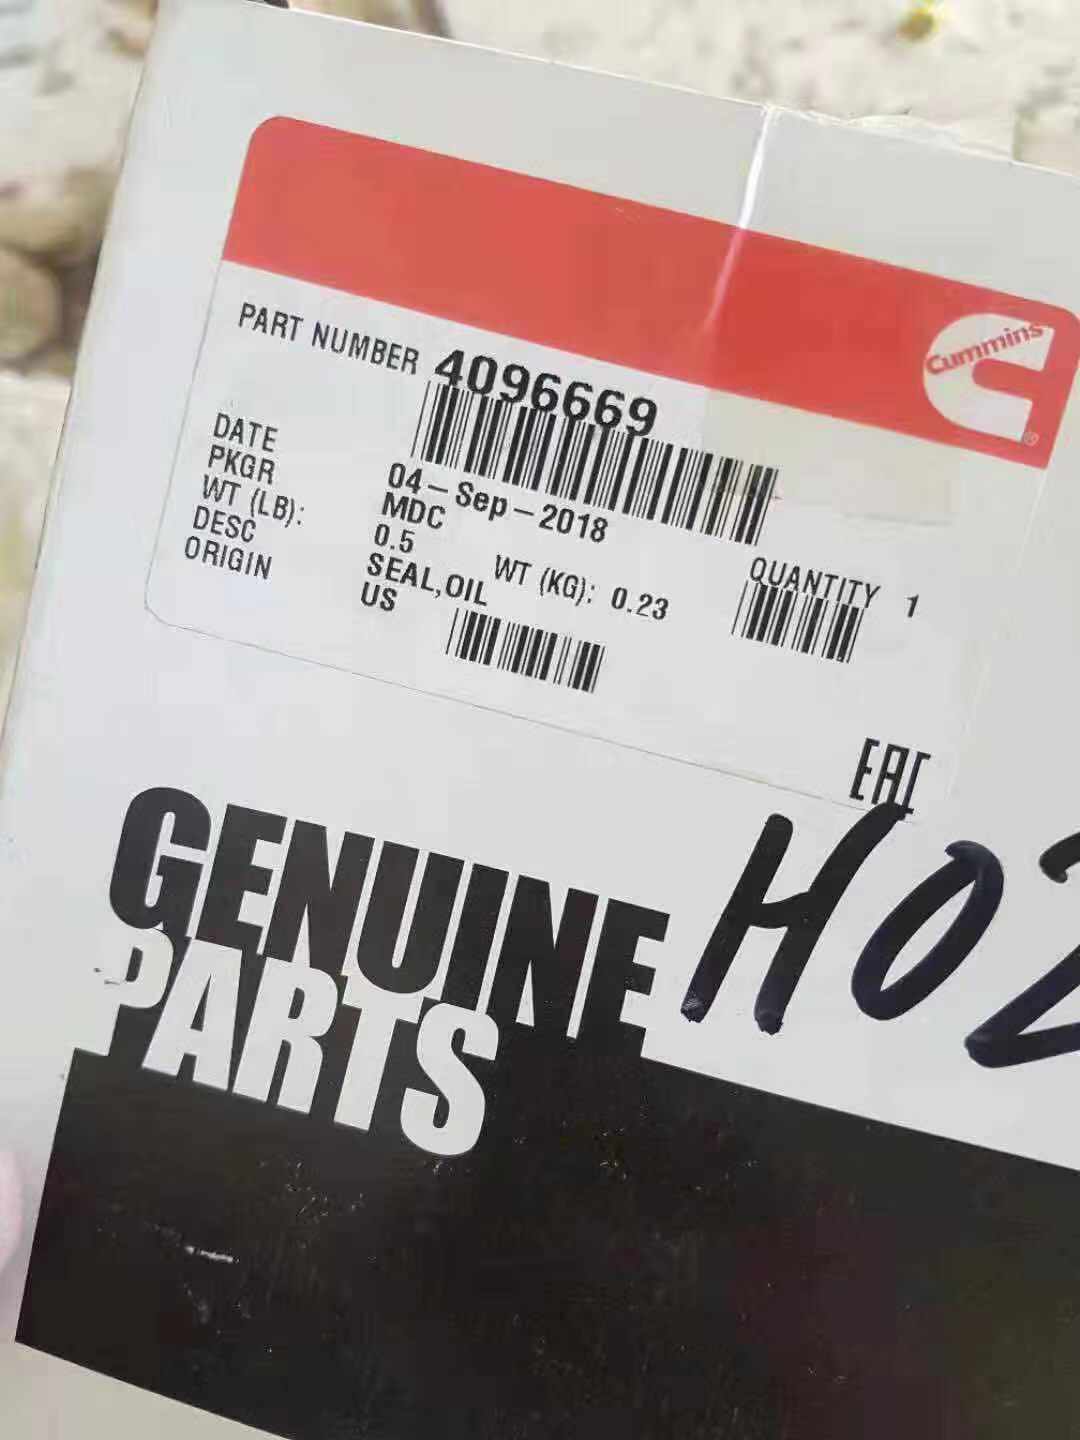 Cummins
®
PART NUMBER 4096669
DATE 04-Sep-2018
PKGR MDC
WT (LB): 0.5 WT (KG): 0.23 QUANTITY 1
DESC SEAL,OIL
ORIGIN US
EAC
GENUINE
PARTS
H02